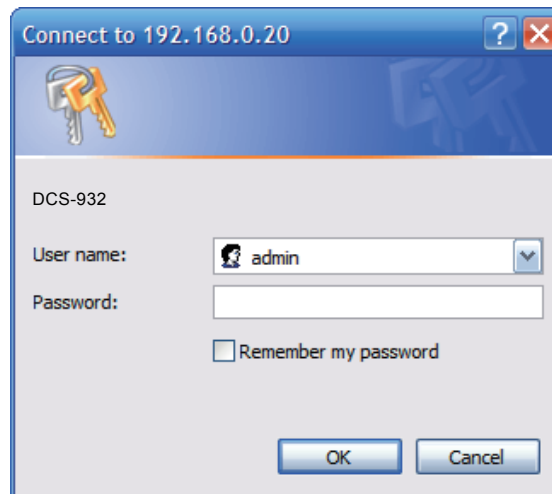 Connect to 192.168.0.20
?
DCS-932
User name: admin
Password:
Remember my password
OK Cancel